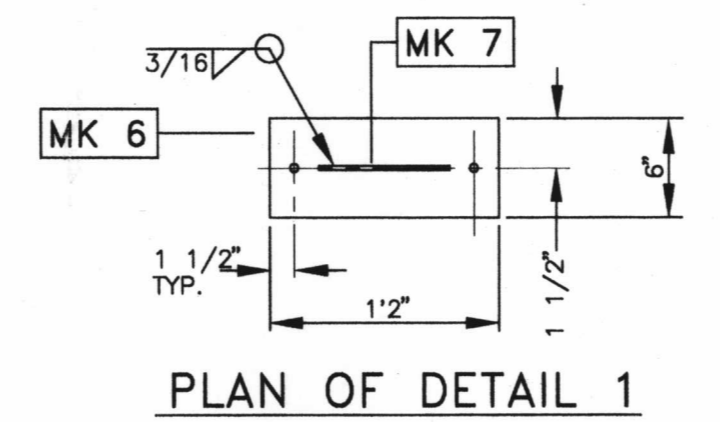 MK 7
3/16
MK 6
6"
1 1/2"
TYP.
1 1/2"
1'2"
PLAN OF DETAIL 1